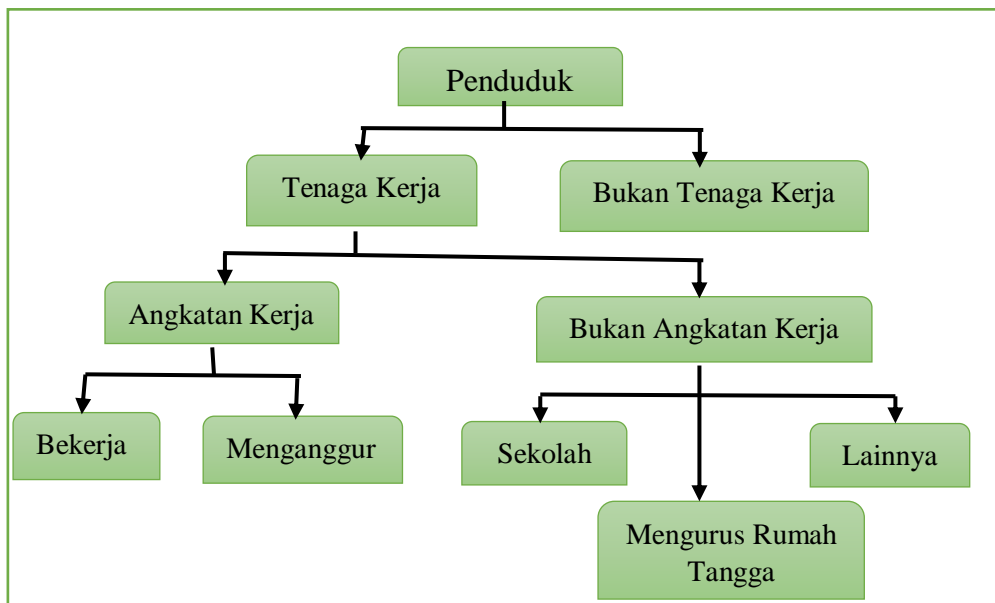 Penduduk
Tenaga Kerja
Bukan Tenaga Kerja
Angkatan Kerja
Bukan Angkatan Kerja
Bekerja
Menganggur
Sekolah
Lainnya
Mengurus Rumah
Tangga